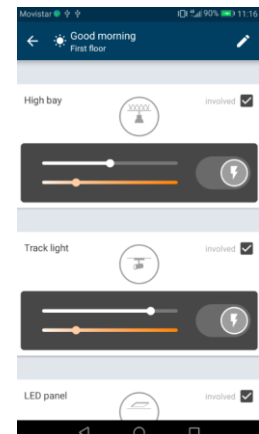 Movistar 90% 11:16
Good morning
First floor
High bay
involved
Track light
involved
LED panel
involved